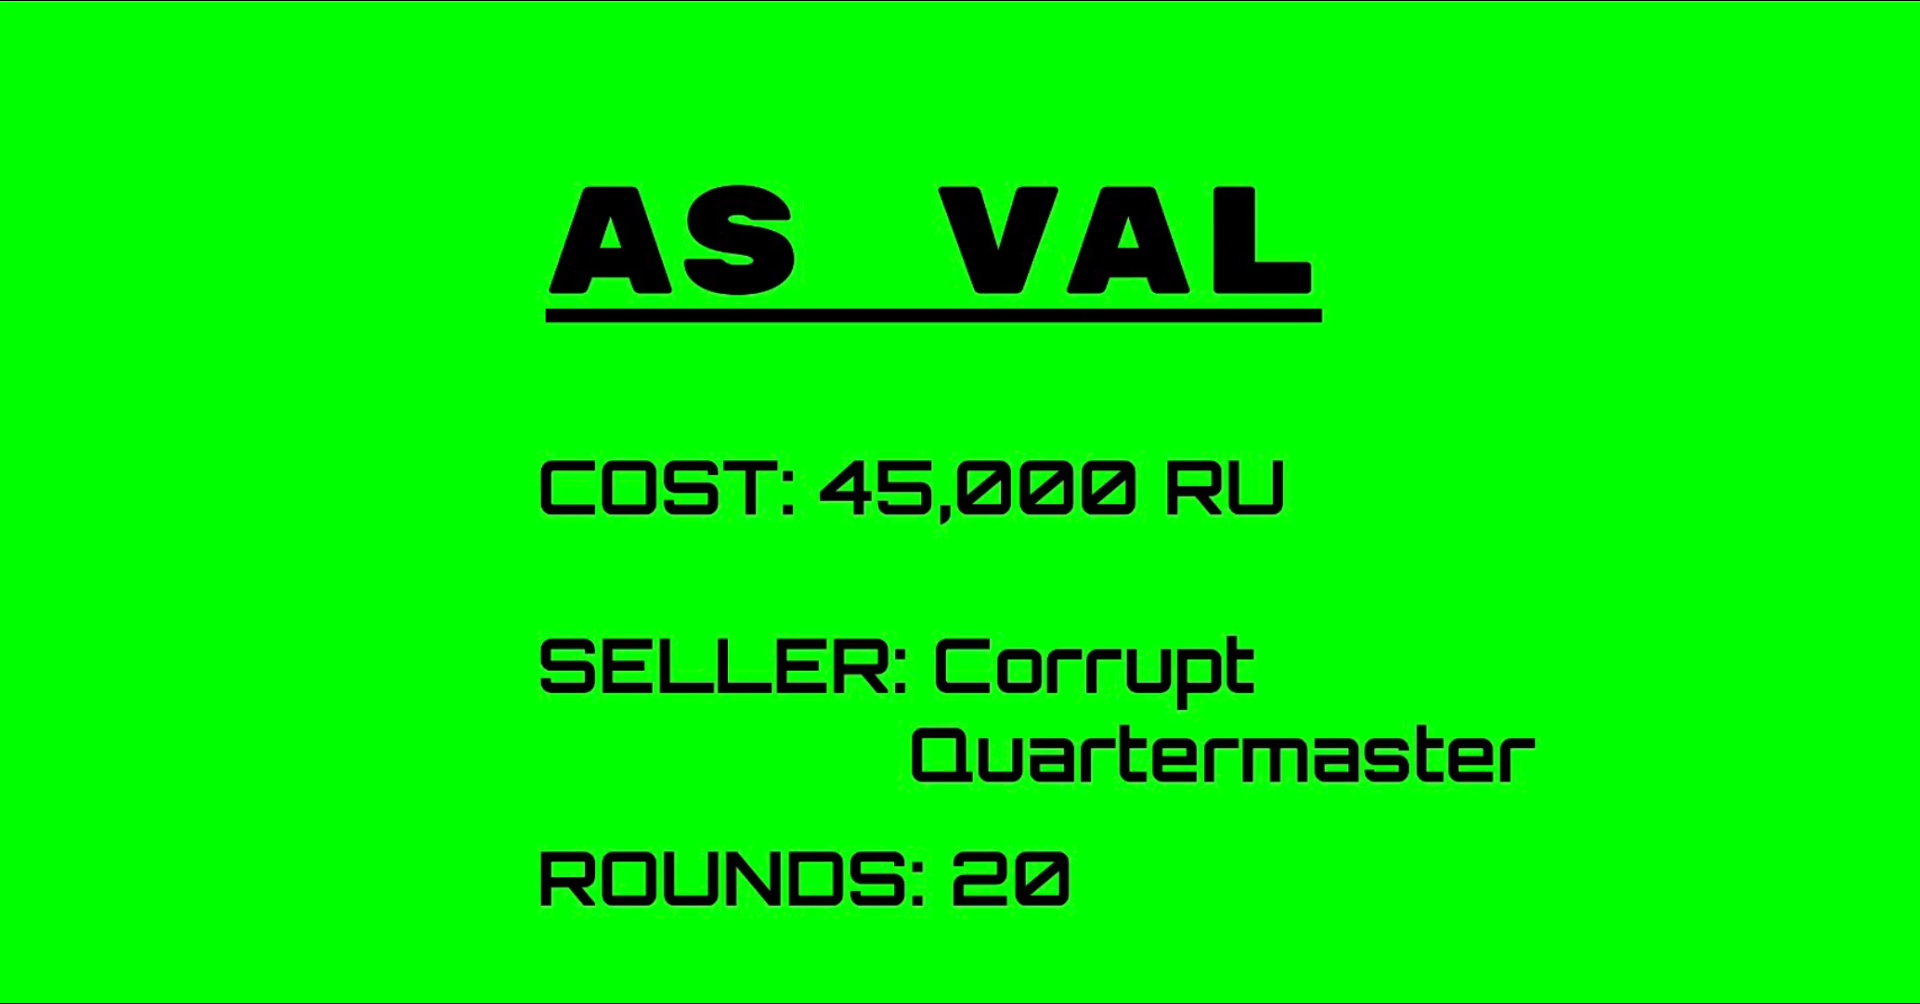 AS VAL
COST: 45,000 RU
SELLER: Corrupt
Quartermaster
ROUNDS: 20